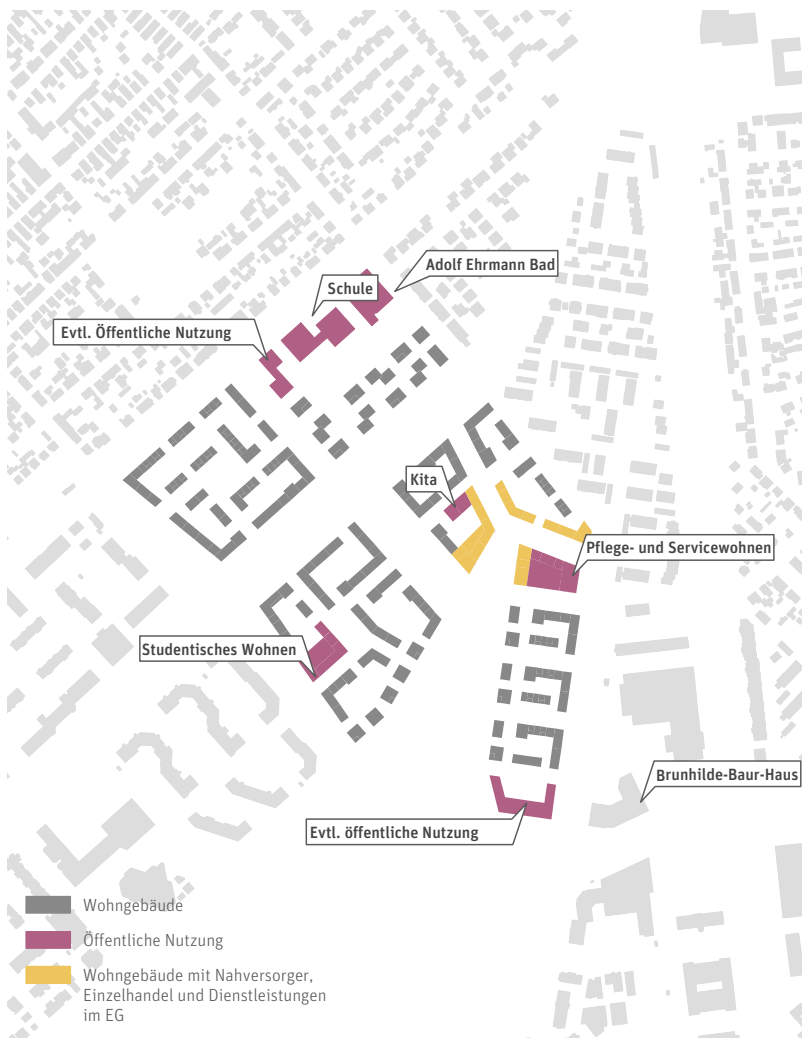 Adolf Ehrmann Bad
Schule
Evtl. Öffentliche Nutzung
Kita
Pflege- und Servicewohnen
Studentisches Wohnen
Brunhilde-Baur-Haus
Evtl. öffentliche Nutzung
Wohngebäude
Öffentliche Nutzung
Wohngebäude mit Nahversorger,
Einzelhandel und Dienstleistungen
im EG